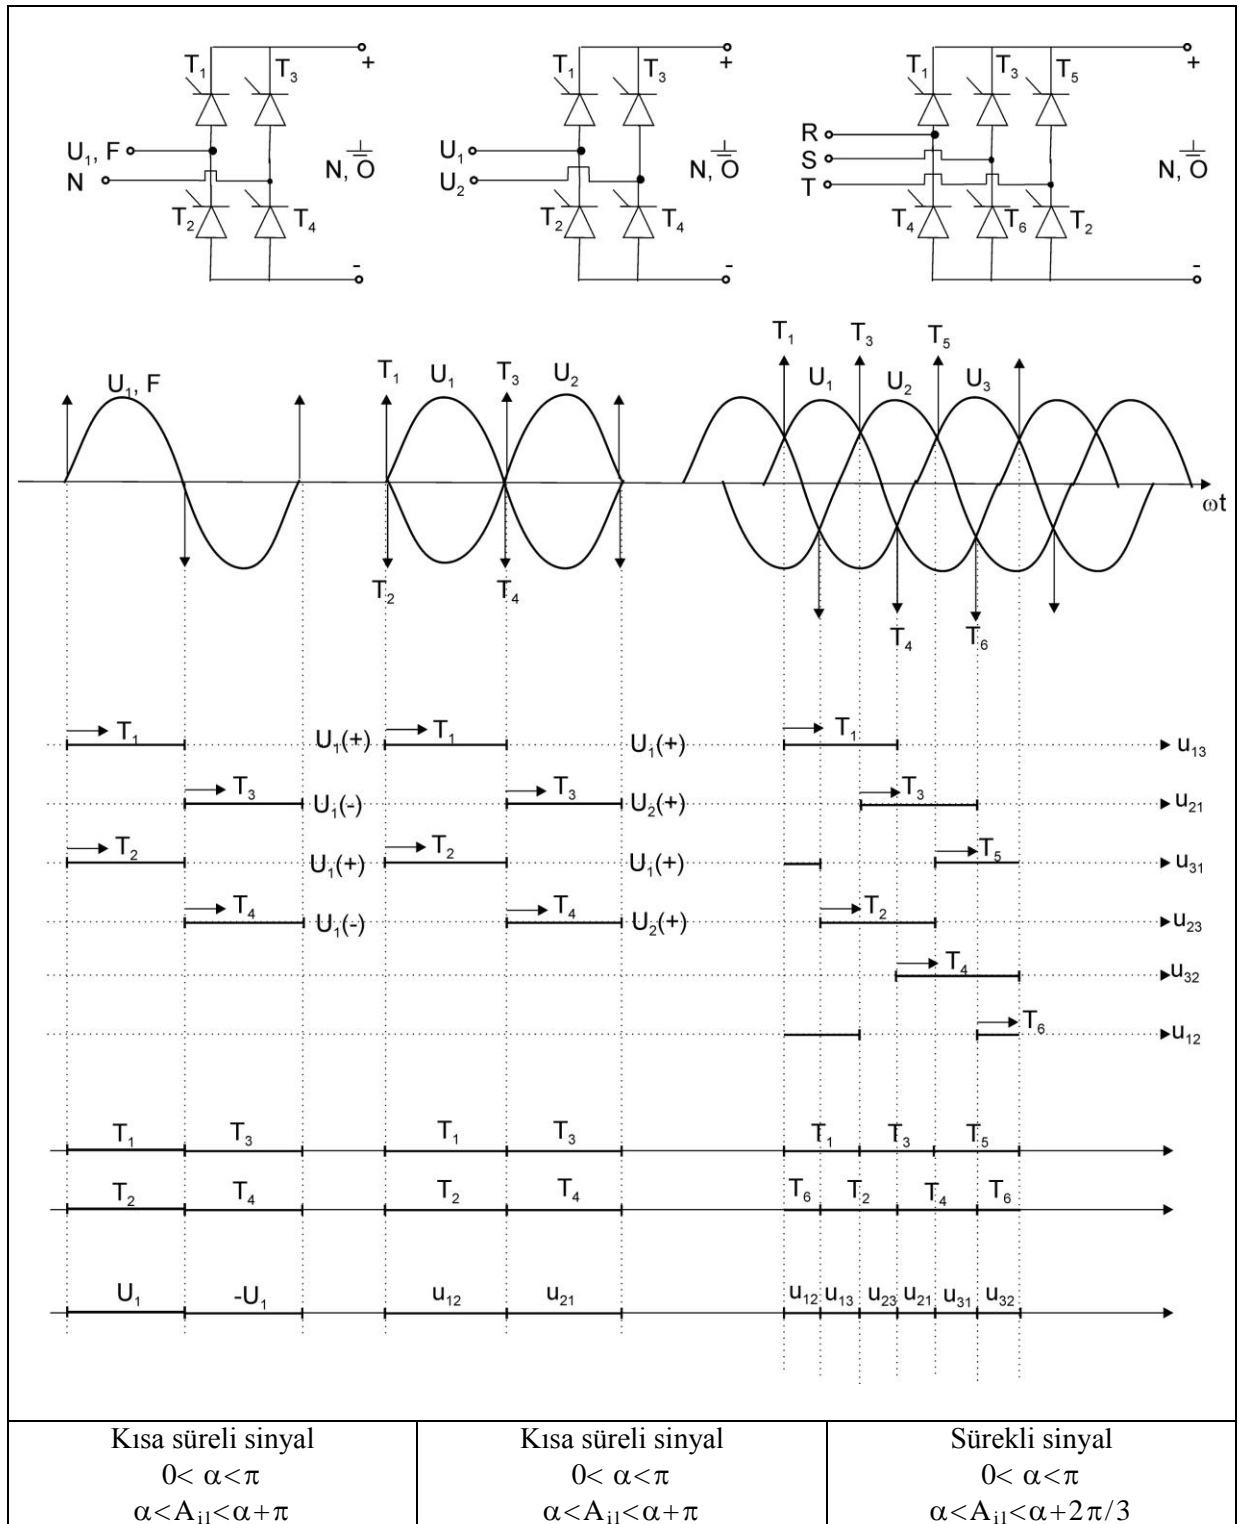 T1 T3 + T1 T3 + T1 T3 T5 +
U1, F N N, O U1 U2 N, O R S T N, O
T2 T4 - T2 T4 - T4 T6 T2 -
T1 T3 T5
U1, F T1 U1 T3 U2 U1 U2 U3
ωt
T2 T4 T4 T6
T1 U1(+) T1 U1(+) T1 u13
T3 U1(-) T3 U2(+) T3 u21
T2 U1(+) T2 U1(+) T5 u31
T4 U1(-) T4 U2(+) T2 u23
T4 u32
T6 u12
T1 T3 T1 T3 T1 T3 T5
T2 T4 T2 T4 T6 T2 T4 T6
U1 -U1 u12 u21 u12 u13 u23 u21 u31 u32
Kısa süreli sinyal
0< α<π
α<Ai1<α+π
Kısa süreli sinyal
0< α<π
α<Ai1<α+π
Sürekli sinyal
0< α<π
α<Ai1<α+2π/3